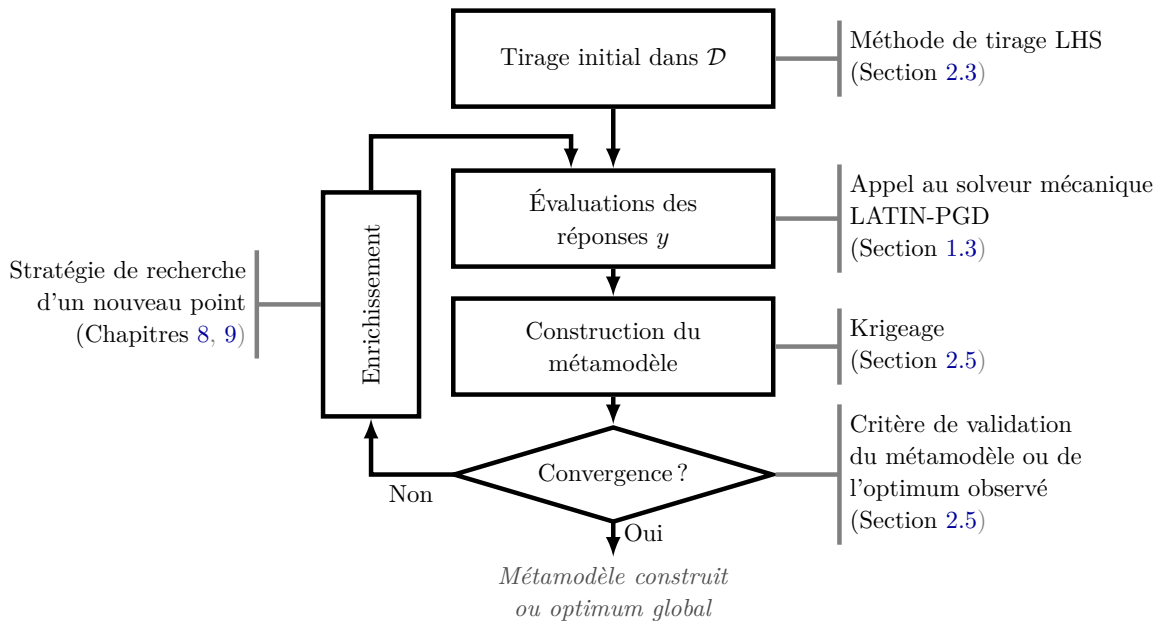 Tirage initial dans 𝒟
Méthode de tirage LHS
(Section 2.3)
Évaluations des
réponses y
Appel au solveur mécanique
LATIN-PGD
(Section 1.3)
Enrichissement
Stratégie de recherche
d'un nouveau point
(Chapitres 8, 9)
Construction du
métamodèle
Krigeage
(Section 2.5)
Convergence ?
Critère de validation
du métamodèle ou de
l'optimum observé
(Section 2.5)
Non
Oui
Métamodèle construit
ou optimum global